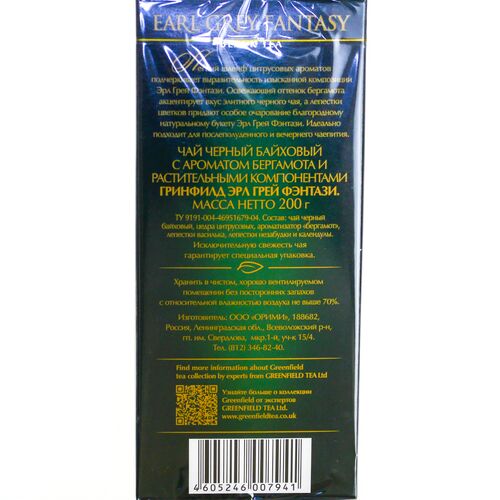 EARL GREY FANTASY
TEA
Легкий шлейф цитрусовых ароматов
подчеркивает выразительность изысканной композиции
Эрл Грей Фэнтази. Освежающий оттенок бергамота
акцентирует вкус элитного черного чая, а лепестки
цветков придают особое очарование благородному
натуральному букету Эрл Грей Фэнтази. Идеально
подходит для послеполуденного и вечернего чаепития.
ЧАЙ ЧЕРНЫЙ БАЙХОВЫЙ
С АРОМАТОМ БЕРГАМОТА И
РАСТИТЕЛЬНЫМИ КОМПОНЕНТАМИ
ГРИНФИЛД ЭРЛ ГРЕЙ ФЭНТАЗИ.
МАССА НЕТТО 200 г
ТУ 9191-004-46951679-04. Состав: чай черный
байховый, цедра цитрусовых, ароматизатор «бергамот»,
лепестки василька, лепестки незабудки и календулы.
Исключительную свежесть чая
гарантирует специальная упаковка.
Хранить в чистом, хорошо вентилируемом
помещении без посторонних запахов
с относительной влажностью воздуха не выше 70%.
Изготовитель: ООО «ОРИМИ», 188682,
Россия, Ленинградская обл., Всеволожский р-н,
гп. им. Свердлова, мкр.1-й, уч-к 15/4.
Тел. (812) 346-82-40.
Find more information about Greenfield
tea collection by experts from GREENFIELD TEA Ltd
Узнайте больше о коллекции
Greenfield от экспертов
GREENFIELD TEA Ltd.
www.greenfieldtea.co.uk
4605246 007941